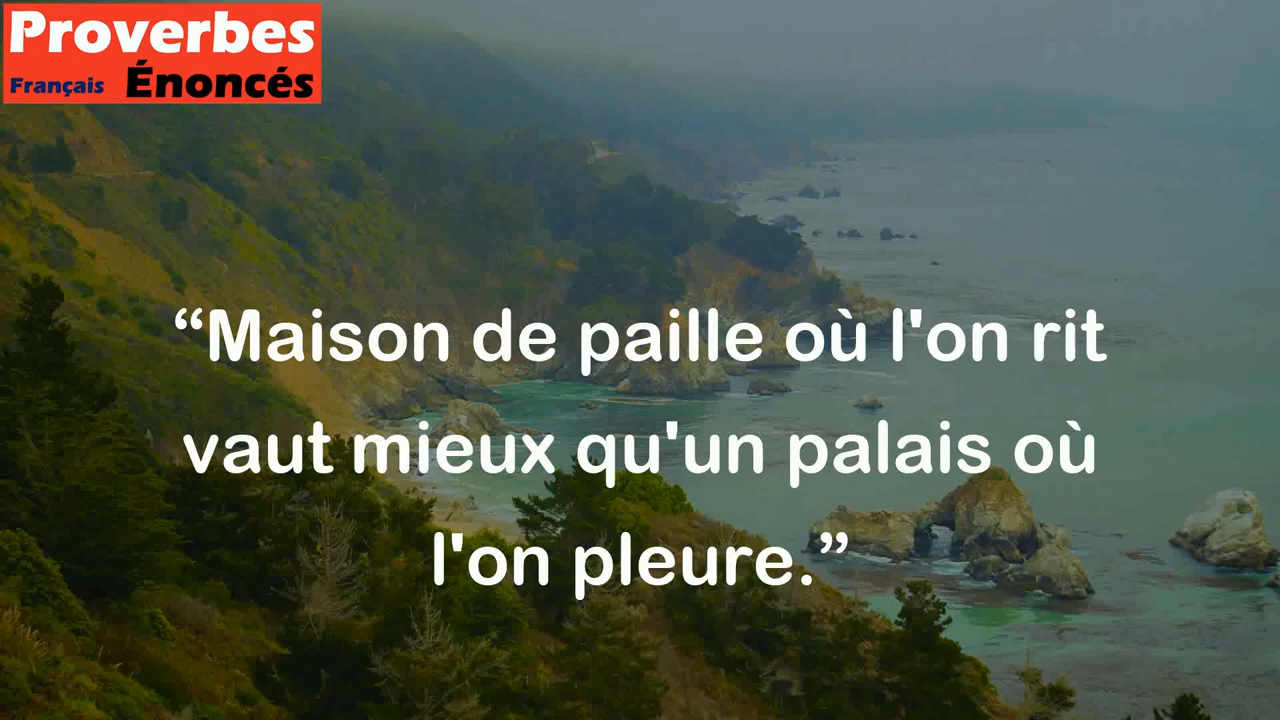 Proverbes
Français Énoncés
“Maison de paille où l'on rit
vaut mieux qu'un palais où
l'on pleure.”